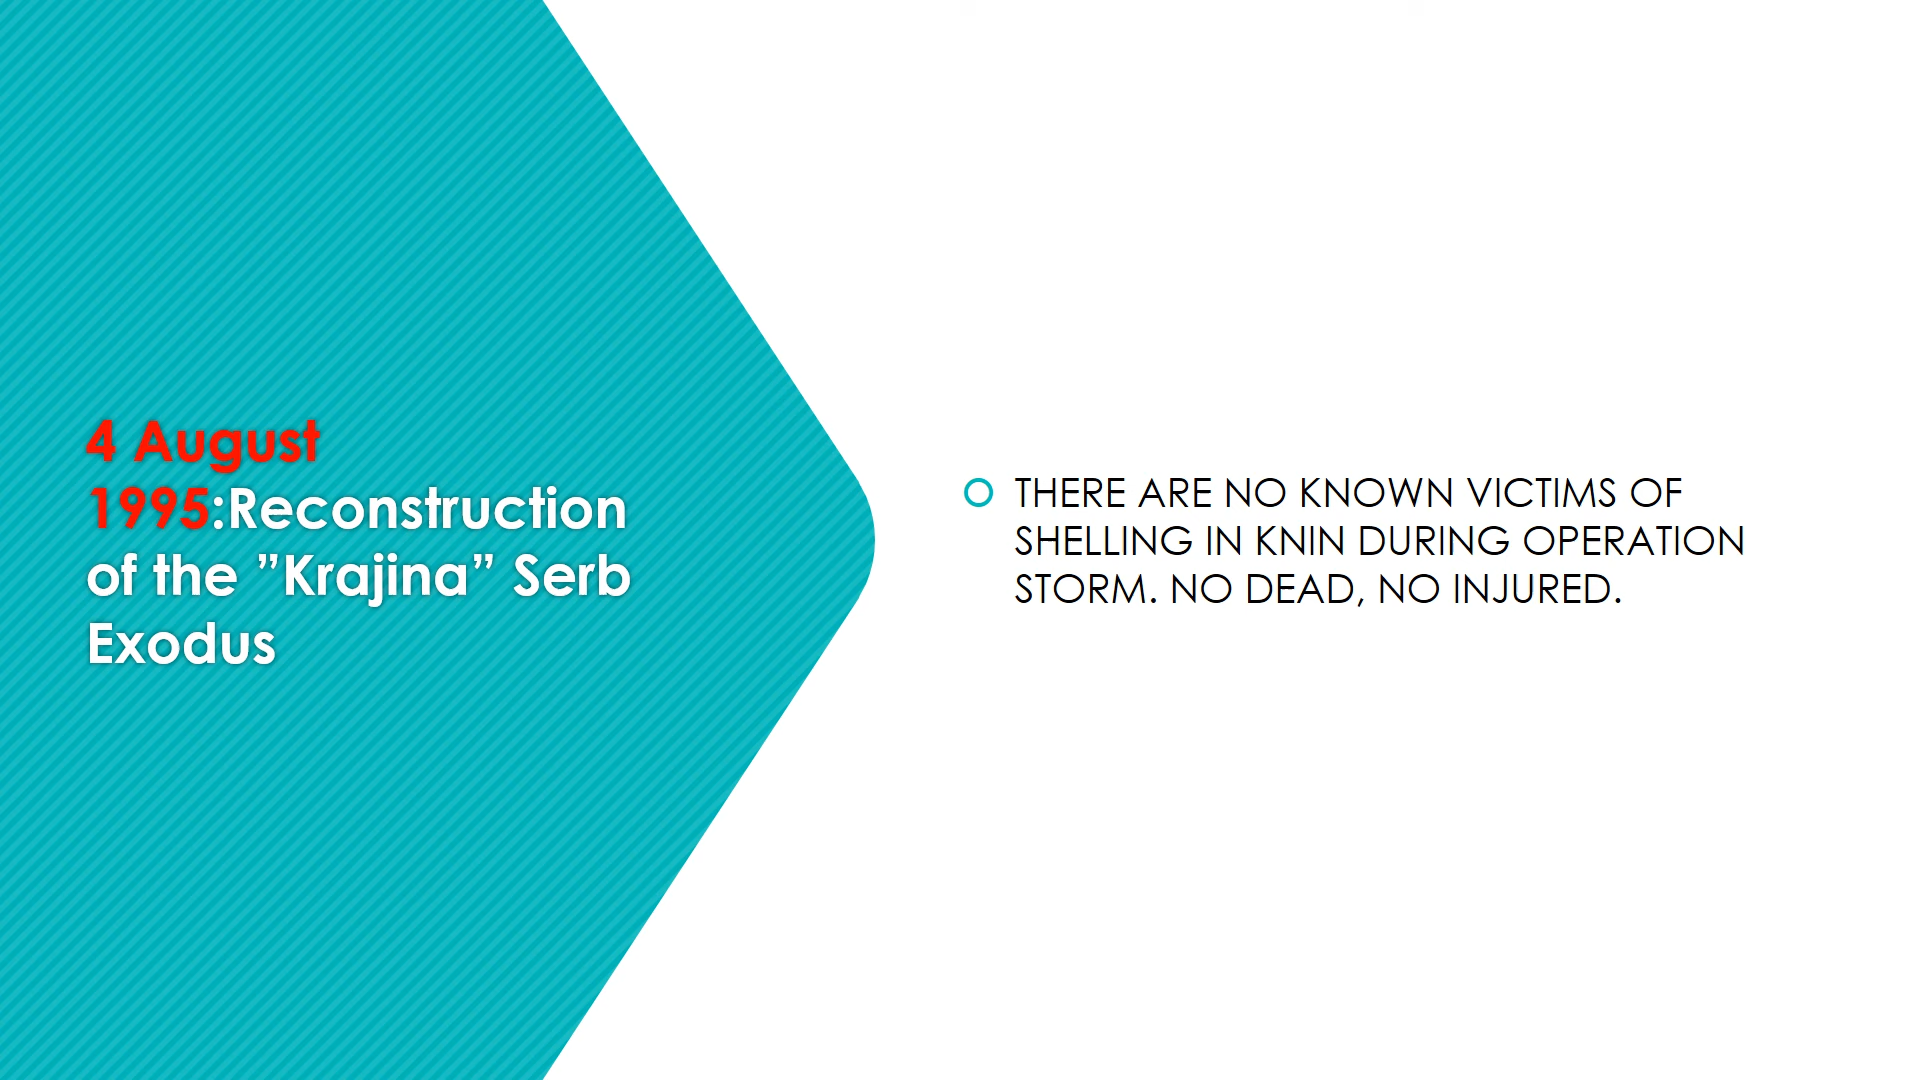 4 August
1995:Reconstruction
of the ”Krajina” Serb
Exodus
THERE ARE NO KNOWN VICTIMS OF
SHELLING IN KNIN DURING OPERATION
STORM. NO DEAD, NO INJURED.